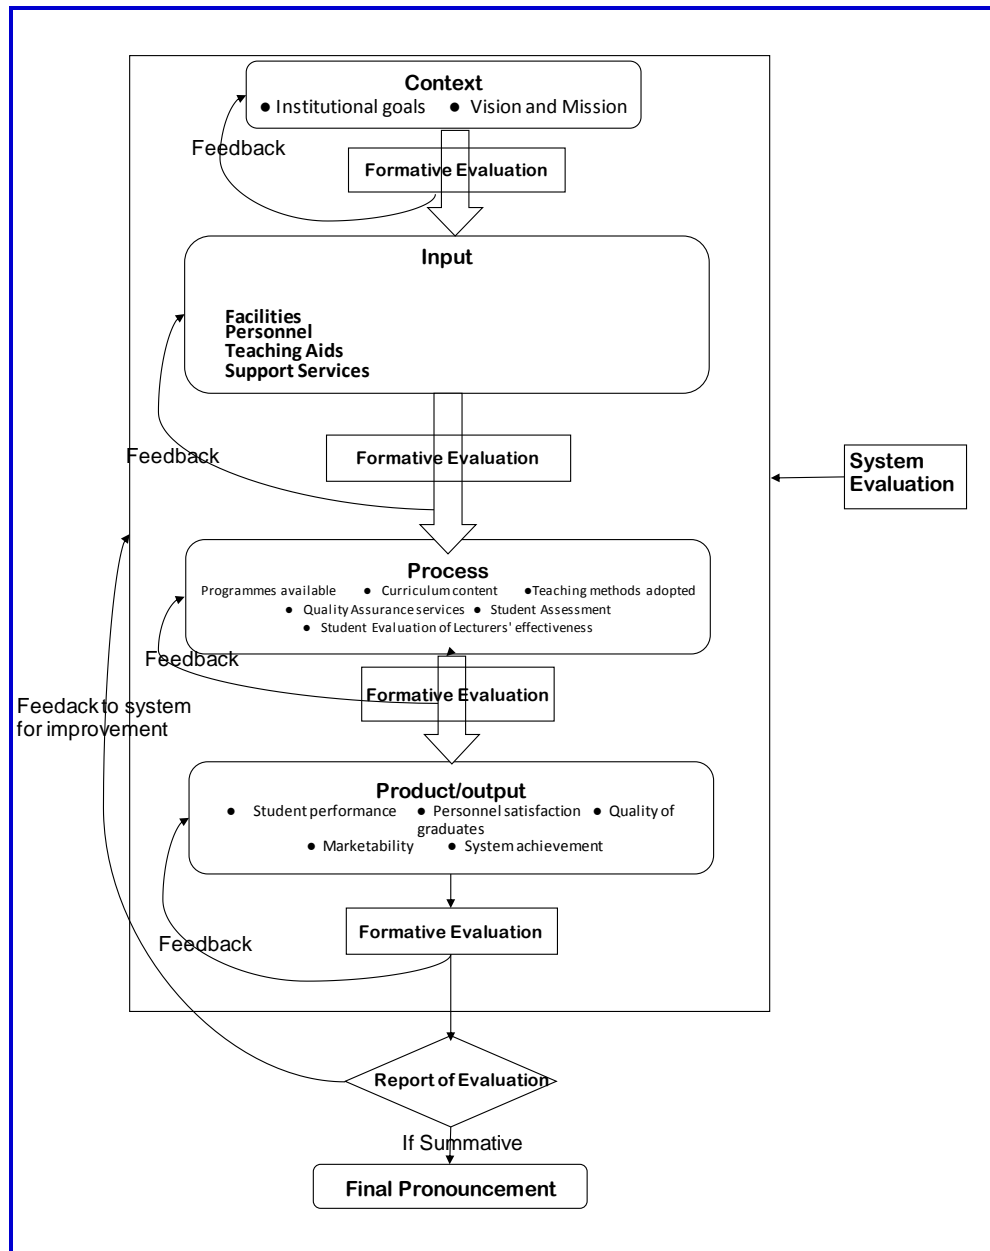 Context
● Institutional goals ● Vision and Mission
Feedback
Formative Evaluation
Input
Facilities
Personnel
Teaching Aids
Support Services
Feedback
Formative Evaluation
System
Evaluation
Process
Programmes available ● Curriculum content ●Teaching methods adopted
● Quality Assurance services ● Student Assessment
● Student Evaluation of Lecturers' effectiveness
Feedback
Formative Evaluation
Feedack to system
for improvement
Product/output
● Student performance ● Personnel satisfaction ● Quality of
graduates
● Marketability ● System achievement
Formative Evaluation
Feedback
Report of Evaluation
If Summative
Final Pronouncement